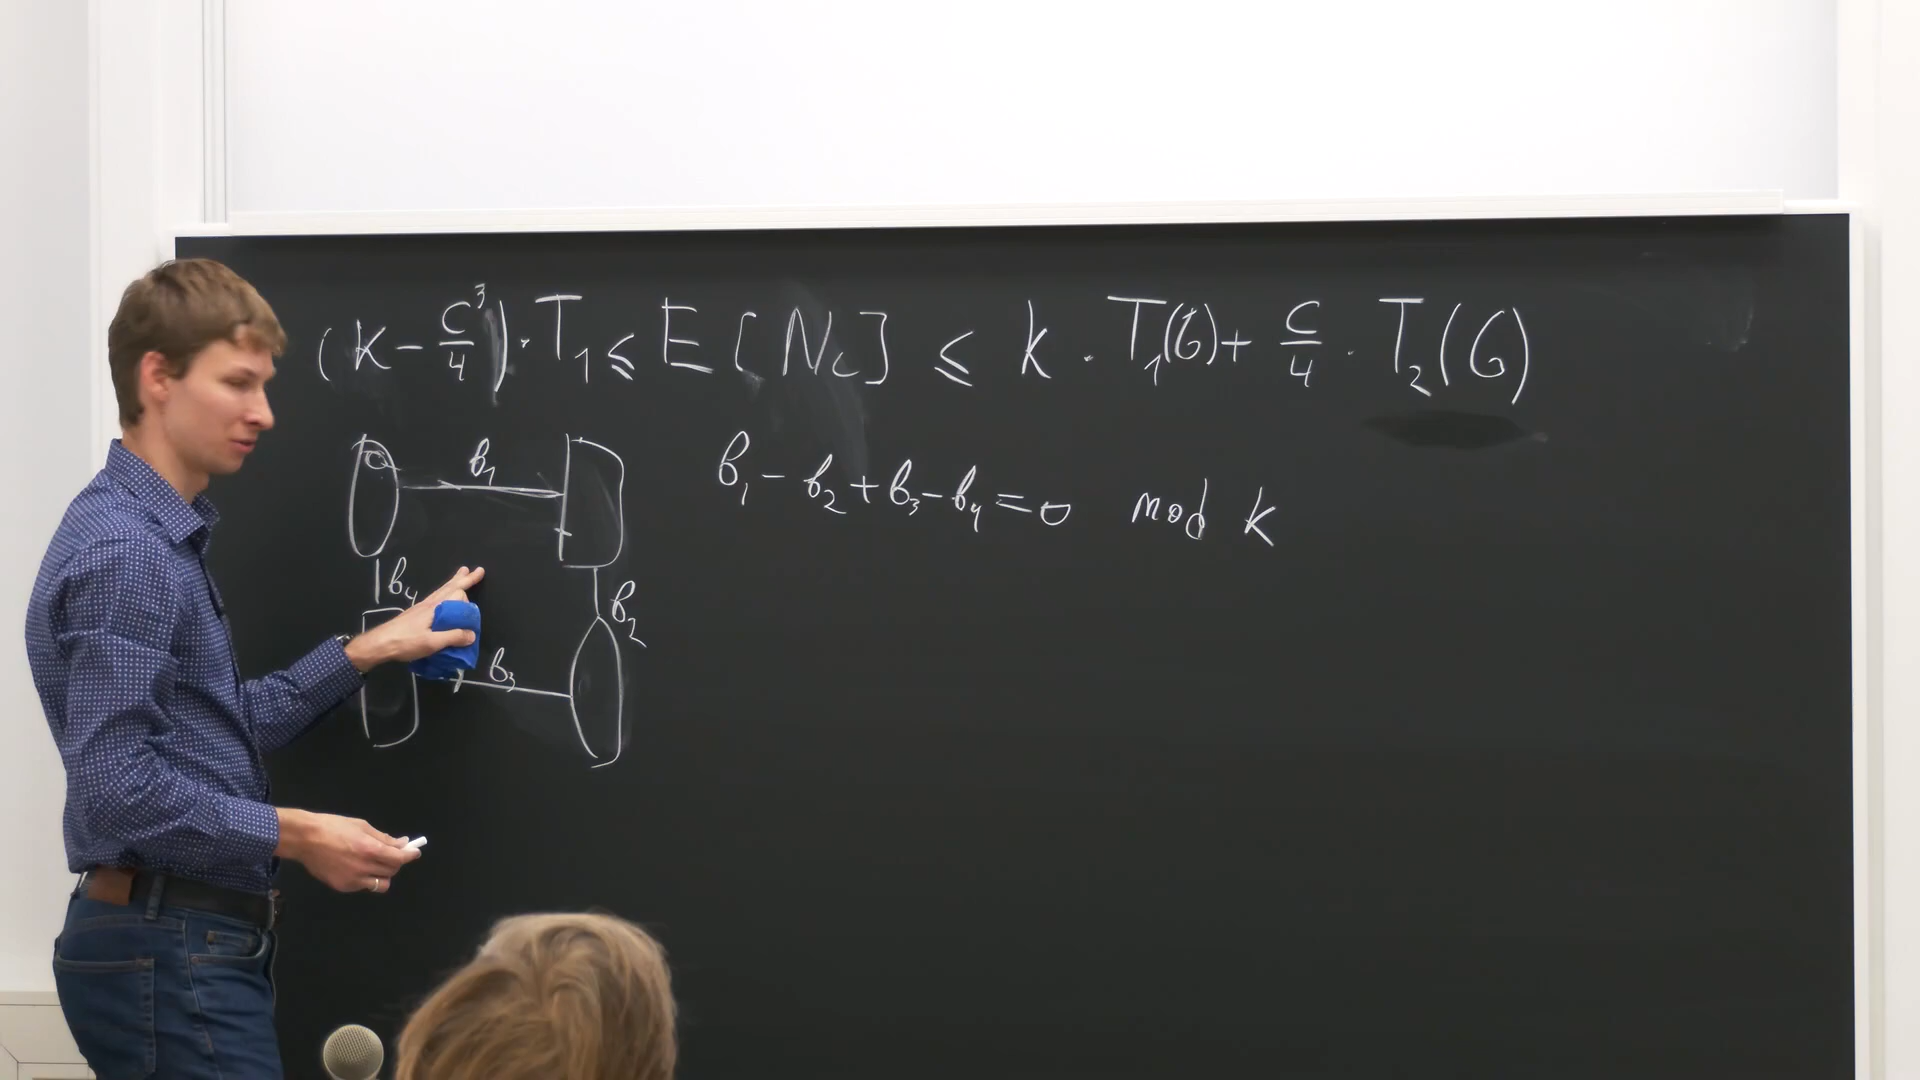 (k - c³/4) · T₁ ≤ E[N_c] ≤ k · T₁(G) + c/4 · T₂(G)
b₁
b₁ - b₂ + b₃ - b₄ = 0 mod k
b₄
b₂
b₃